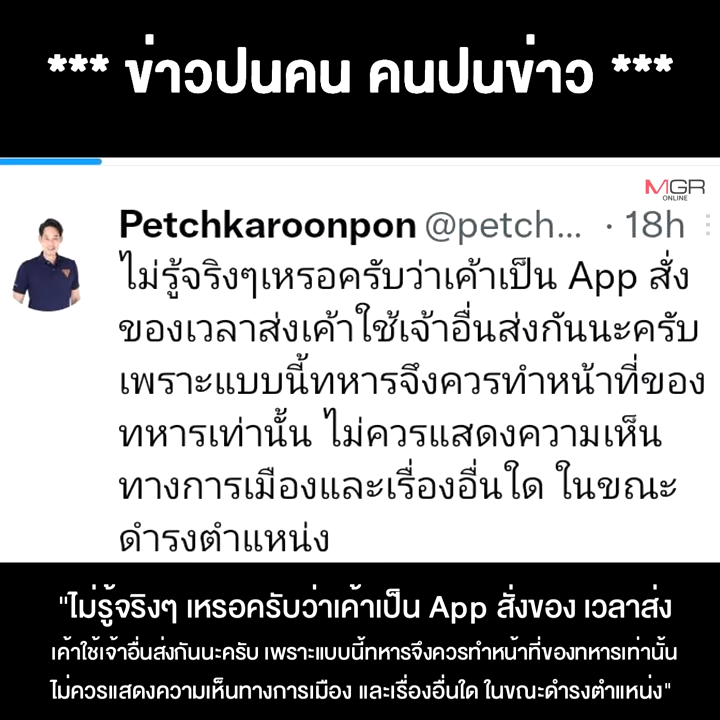 *** ข่าวปนคน คนปนข่าว ***
MGR
ONLINE
Petchkaroonpon @petch... · 18h
ไม่รู้จริงๆเหรอครับว่าเค้าเป็น App สั่ง
ของเวลาส่งเค้าใช้เจ้าอื่นส่งกันนะครับ
เพราะแบบนี้ทหารจึงควรทำหน้าที่ของ
ทหารเท่านั้น ไม่ควรแสดงความเห็น
ทางการเมืองและเรื่องอื่นใด ในขณะ
ดำรงตำแหน่ง
"ไม่รู้จริงๆ เหรอครับว่าเค้าเป็น App สั่งของ เวลาส่ง
เค้าใช้เจ้าอื่นส่งกันนะครับ เพราะแบบนี้ทหารจึงควรทำหน้าที่ของทหารเท่านั้น
ไม่ควรแสดงความเห็นทางการเมือง และเรื่องอื่นใด ในขณะดำรงตำแหน่ง"